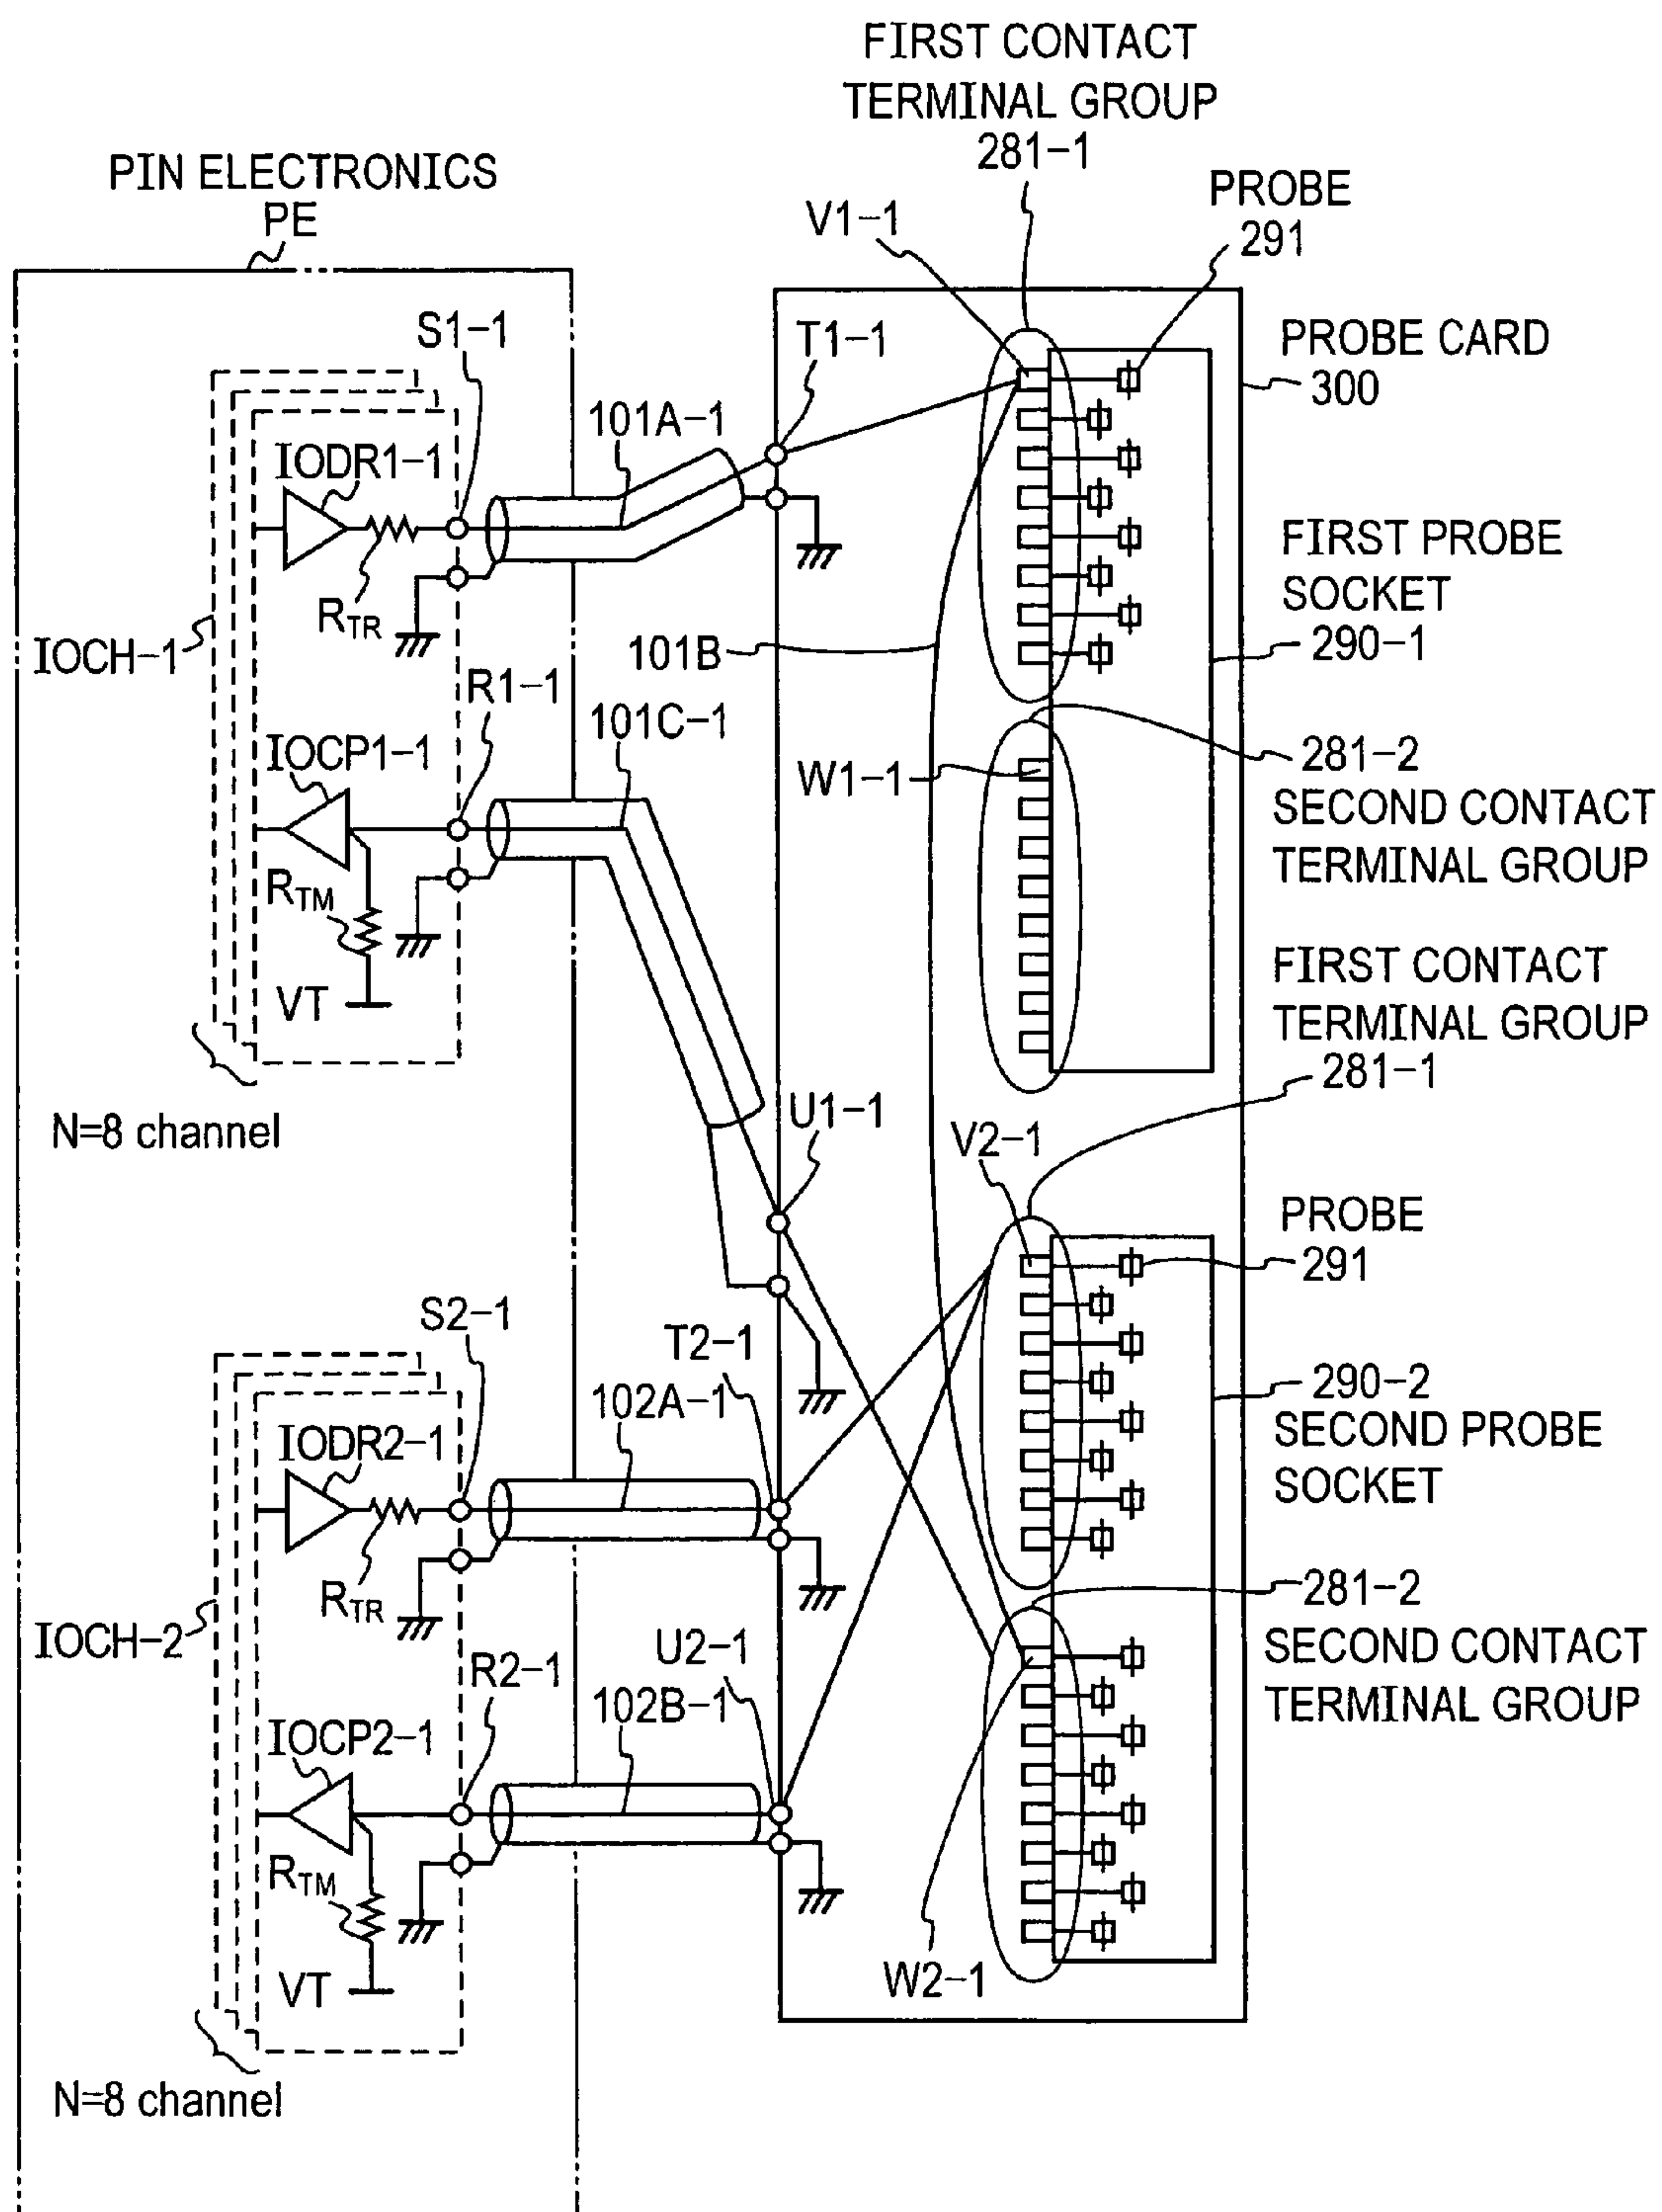 FIRST CONTACT
TERMINAL GROUP
281-1
PIN ELECTRONICS
PE
V1-1
PROBE
291
S1-1
T1-1
PROBE CARD
300
101A-1
IODR1-1
RTR
FIRST PROBE
SOCKET
290-1
IOCH-1
101B
R1-1
101C-1
IOCP1-1
W1-1
281-2
SECOND CONTACT
TERMINAL GROUP
RTM
VT
FIRST CONTACT
TERMINAL GROUP
281-1
N=8 channel
U1-1
V2-1
PROBE
291
S2-1
T2-1
290-2
SECOND PROBE
SOCKET
102A-1
IODR2-1
RTR
281-2
SECOND CONTACT
TERMINAL GROUP
IOCH-2
R2-1
U2-1
102B-1
IOCP2-1
RTM
VT
W2-1
N=8 channel